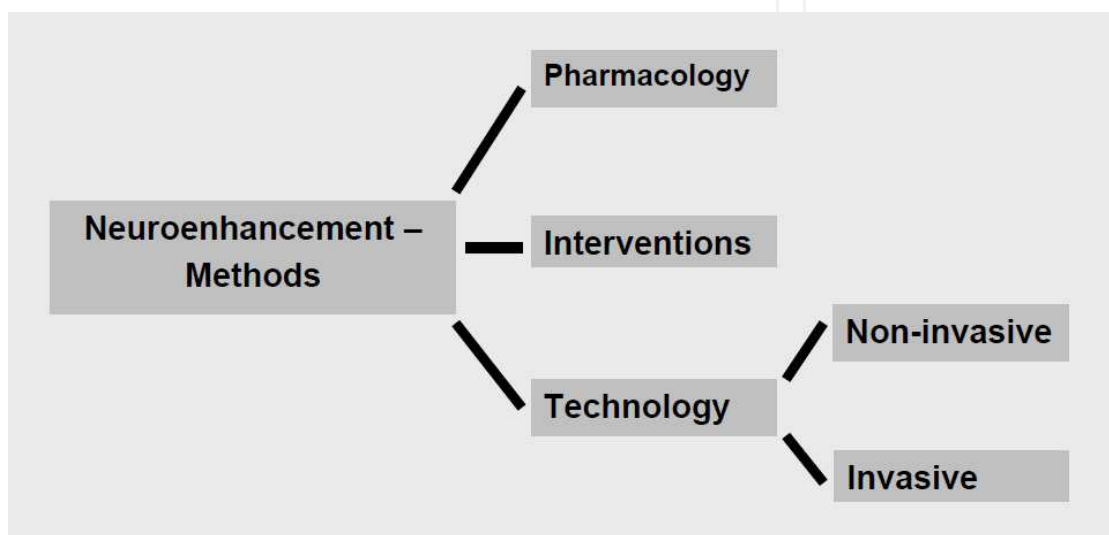 Pharmacology
Neuroenhancement –
Methods
Interventions
Technology
Non-invasive
Invasive